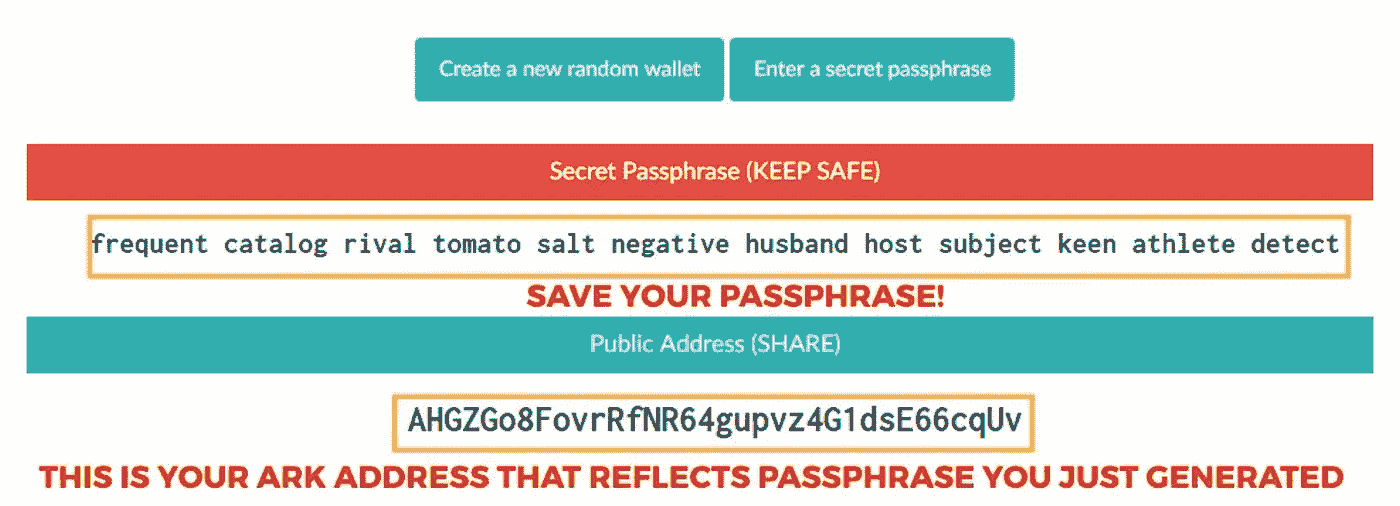 Create a new random wallet Enter a secret passphrase
Secret Passphrase (KEEP SAFE)
frequent catalog rival tomato salt negative husband host subject keen athlete detect
SAVE YOUR PASSPHRASE!
Public Address (SHARE)
AHGZGo8FovrRfNR64gupvz4G1dsE66cqUv
THIS IS YOUR ARK ADDRESS THAT REFLECTS PASSPHRASE YOU JUST GENERATED